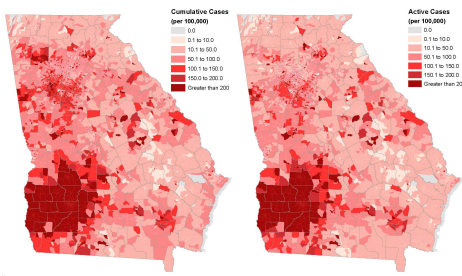 Cumulative Cases
(per 100,000)
0.0
0.1 to 10.0
10.1 to 50.0
50.1 to 100.0
100.1 to 150.0
150.0 to 200.0
Greater than 200
Active Cases
(per 100,000)
0.0
0.1 to 10.0
10.1 to 50.0
50.1 to 100.0
100.1 to 150.0
150.1 to 200.0
Greater than 200